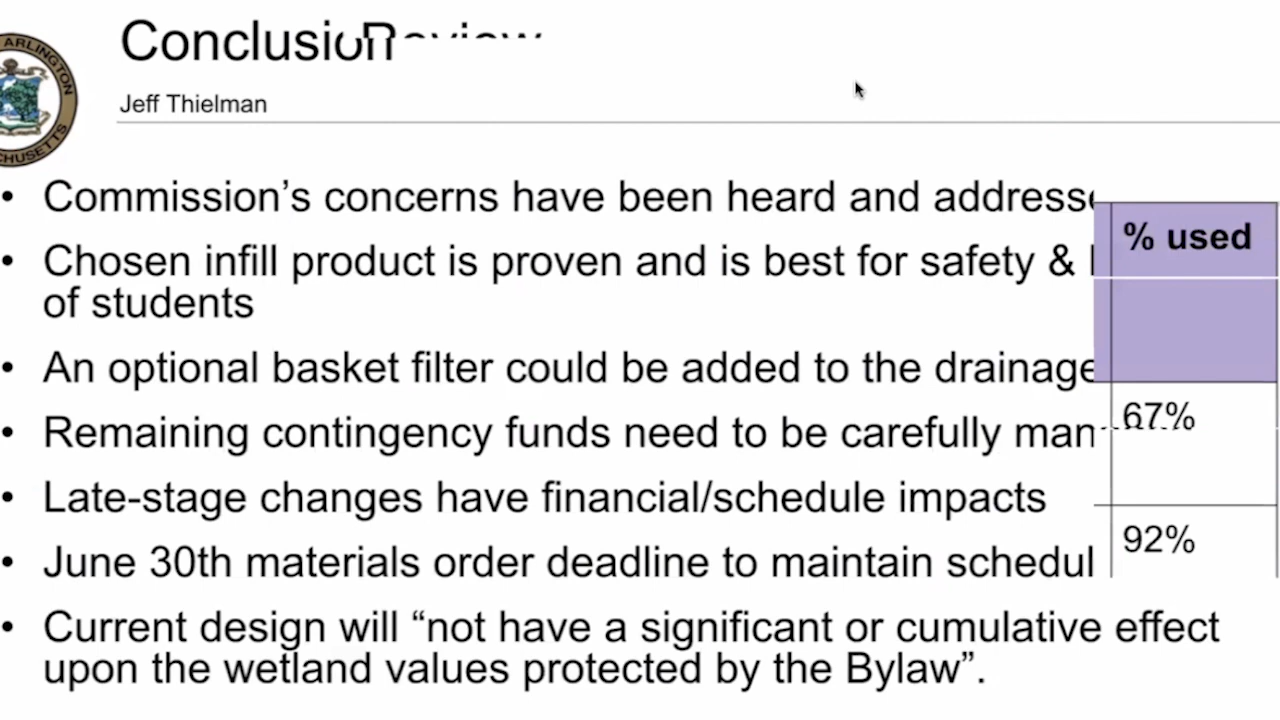 Conclusion
Jeff Thielman
ARLINGTON
• Commission’s concerns have been heard and
• Chosen infill product is proven and is best for safety &
of students
• An optional basket filter could be added to the drainage
• Remaining contingency funds need to be carefully
• Late-stage changes have financial/schedule impacts
• June 30th materials order deadline to maintain
• Current design will “not have a significant or cumulative effect
upon the wetland values protected by the Bylaw”.
% used
67%
92%